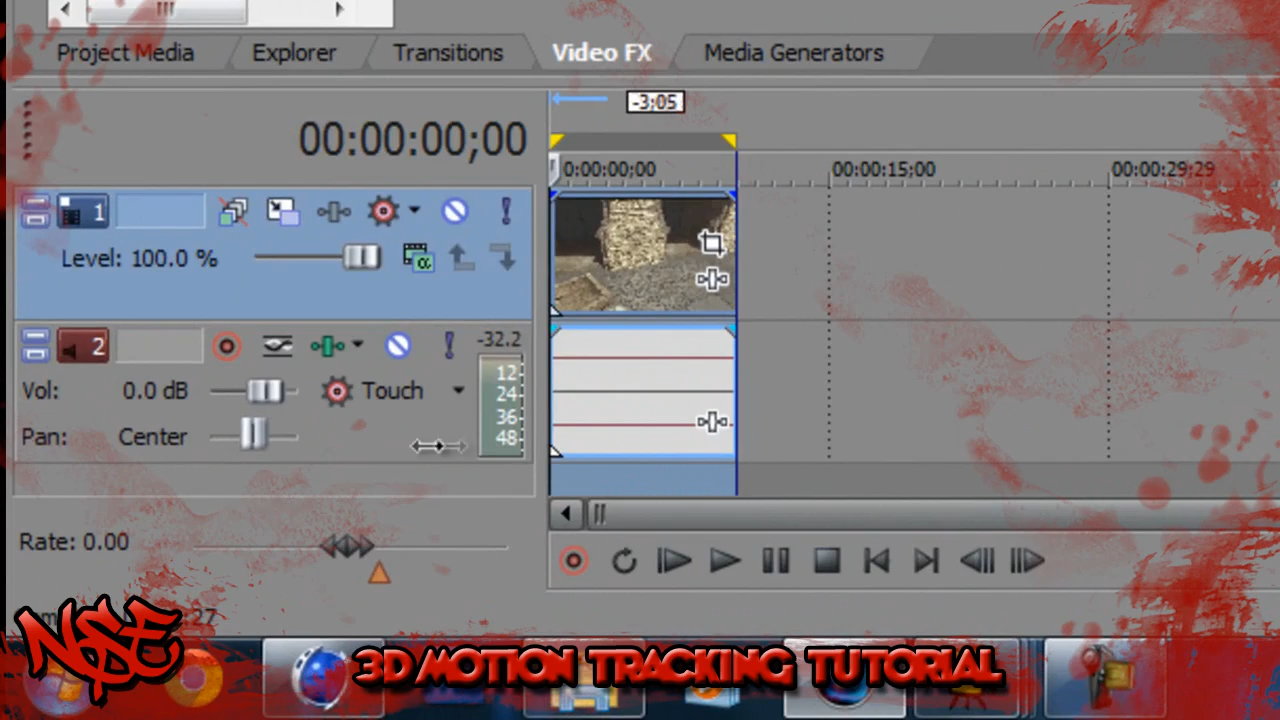 Project Media Explorer Transitions Video FX Media Generators
-3;05
00:00:00;00
0:00:00;00 00:00:15;00 00:00:29;29
1
Level: 100.0 %
2 -32.2
12
Vol: 0.0 dB Touch 24
36
Pan: Center 48
Rate: 0.00
27
NSE
3D MOTION TRACKING TUTORIAL